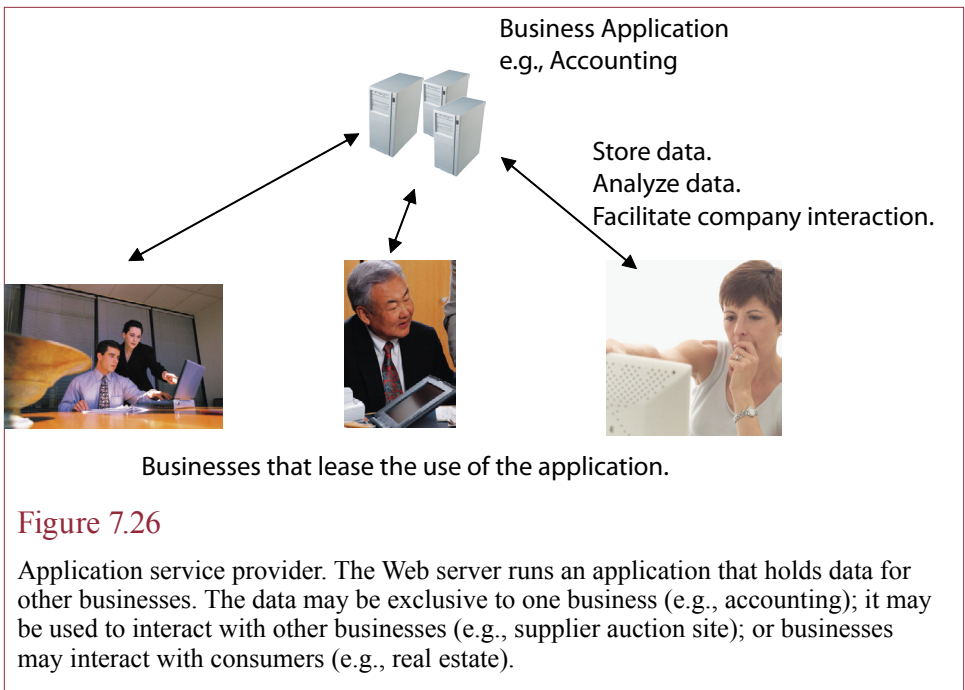 Business Application
e.g., Accounting
Store data.
Analyze data.
Facilitate company interaction.
Businesses that lease the use of the application.
Figure 7.26
Application service provider. The Web server runs an application that holds data for
other businesses. The data may be exclusive to one business (e.g., accounting); it may
be used to interact with other businesses (e.g., supplier auction site); or businesses
may interact with consumers (e.g., real estate).